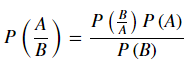 P(A/B) = P(B/A) P(A) / P(B)